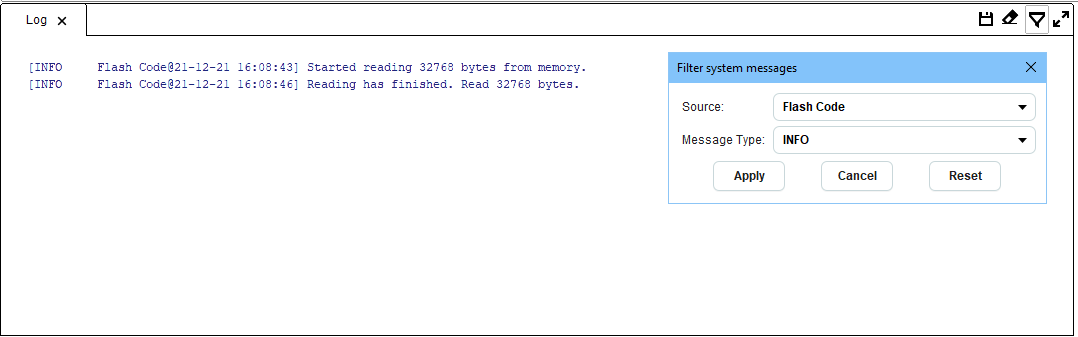 Log
[INFO     Flash Code@21-12-21 16:08:43] Started reading 32768 bytes from memory.
[INFO     Flash Code@21-12-21 16:08:46] Reading has finished. Read 32768 bytes.
Filter system messages
Source: Flash Code
Message Type: INFO
Apply Cancel Reset